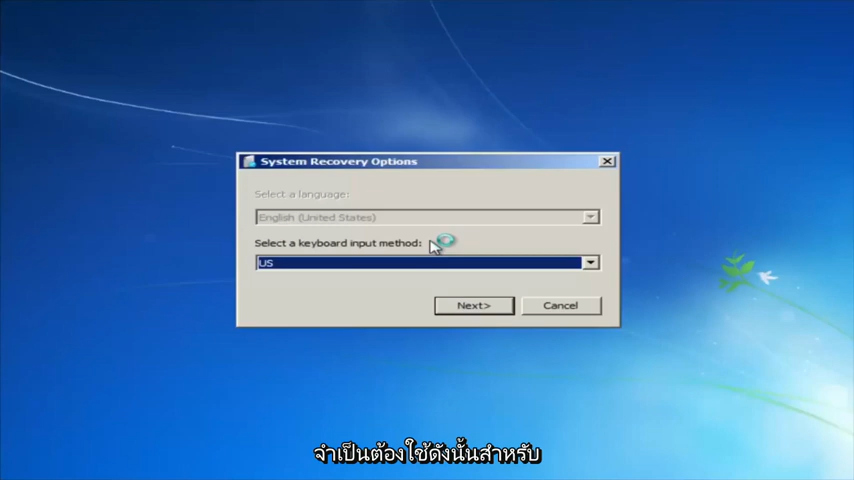 System Recovery Options
Select a language:
English (United States)
Select a keyboard input method:
US
Next>
Cancel
จำเป็นต้องใช้ดังนั้นสำหรับ